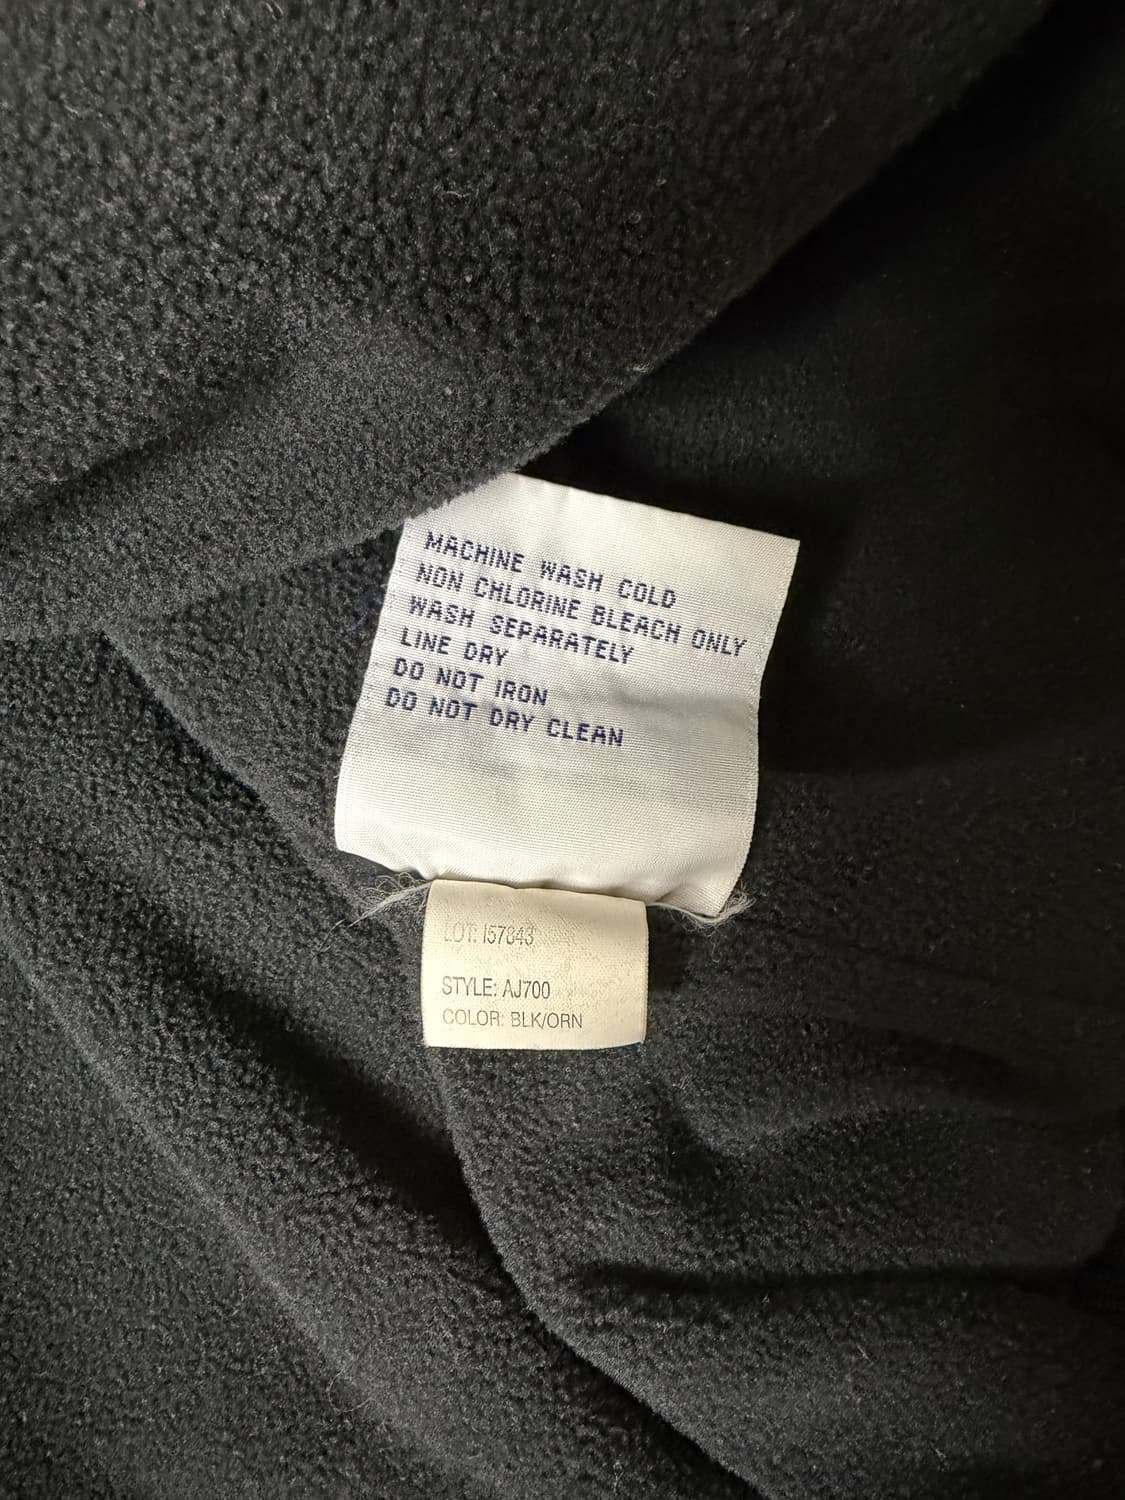 MACHINE WASH COLD
NON CHLORINE BLEACH ONLY
WASH SEPARATELY
LINE DRY
DO NOT IRON
DO NOT DRY CLEAN
LOT: I57843
STYLE: AJ700
COLOR: BLK/ORN